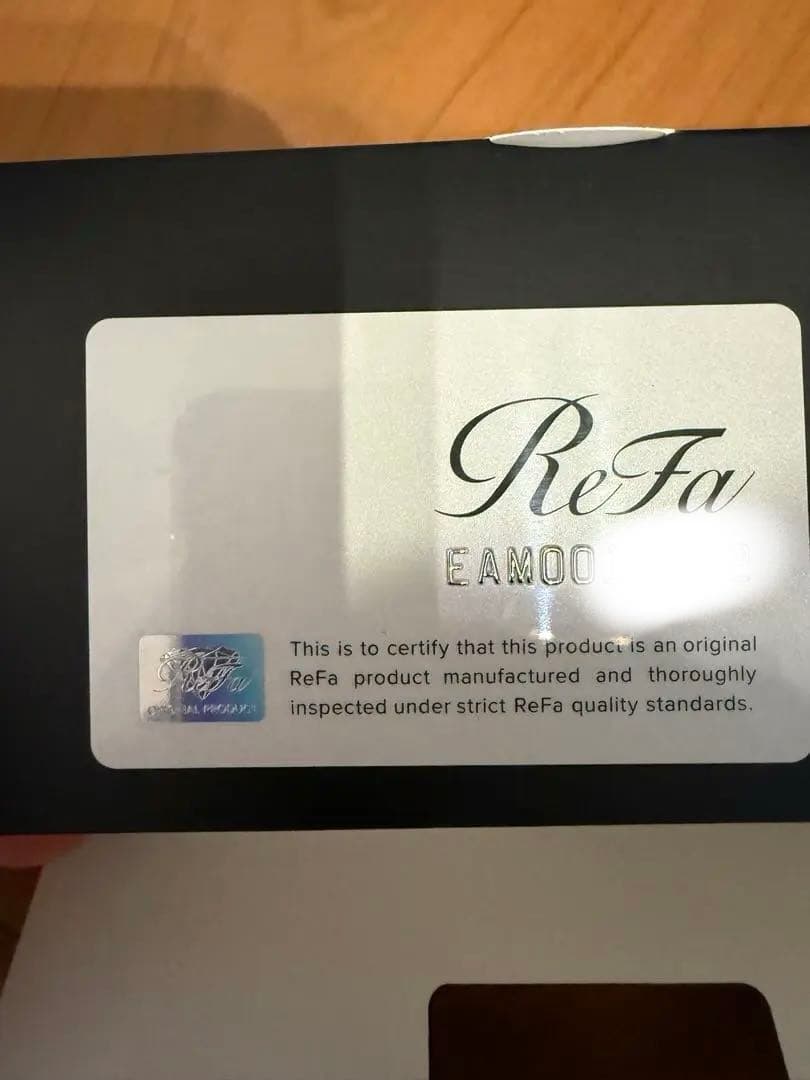 ReFa
This is to certify that this product is an original
ReFa product manufactured and thoroughly
inspected under strict ReFa quality standards.
ReFa